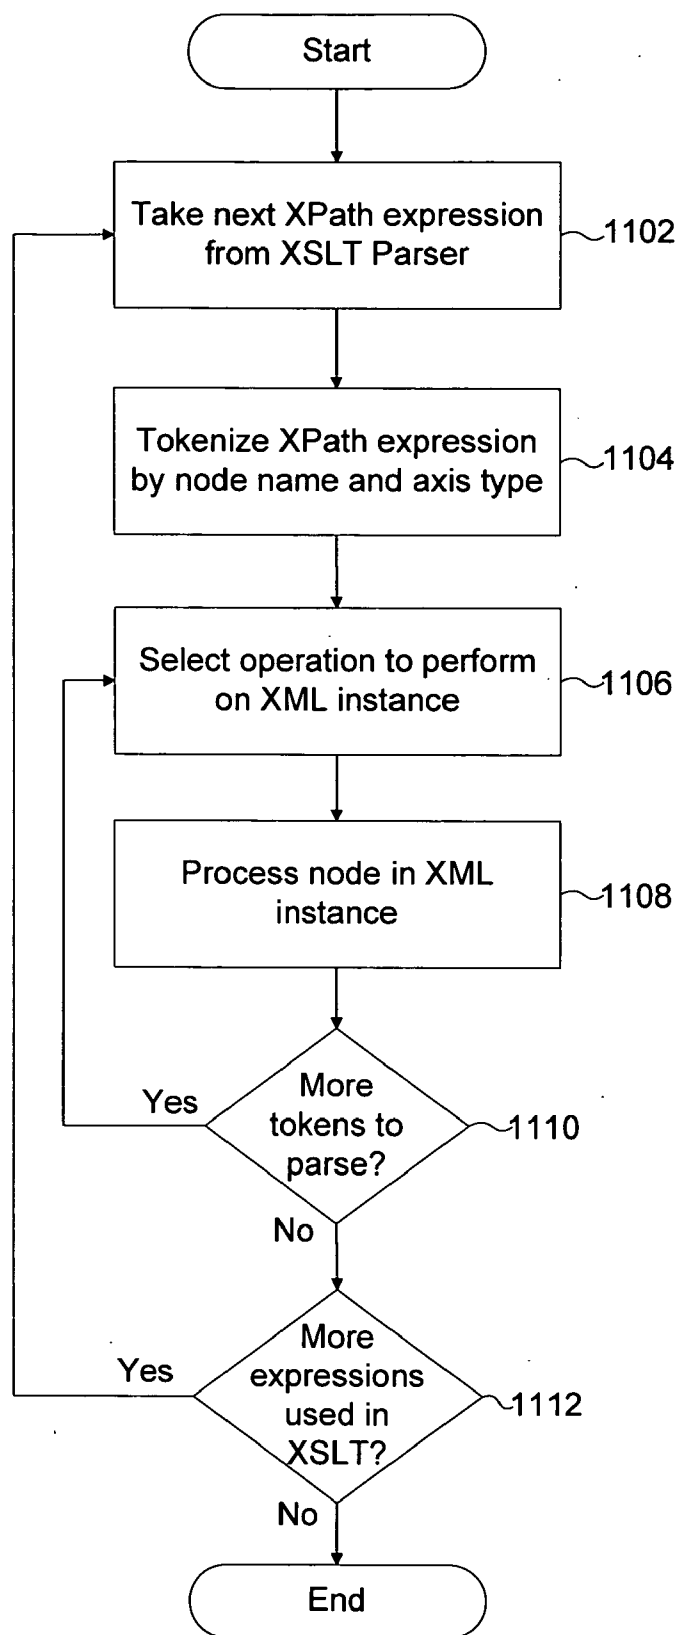 Start
Take next XPath expression
from XSLT Parser
1102
Tokenize XPath expression
by node name and axis type
1104
Select operation to perform
on XML instance
1106
Process node in XML
instance
1108
More
tokens to
parse?
Yes
1110
No
More
expressions
used in
XSLT?
Yes
1112
No
End